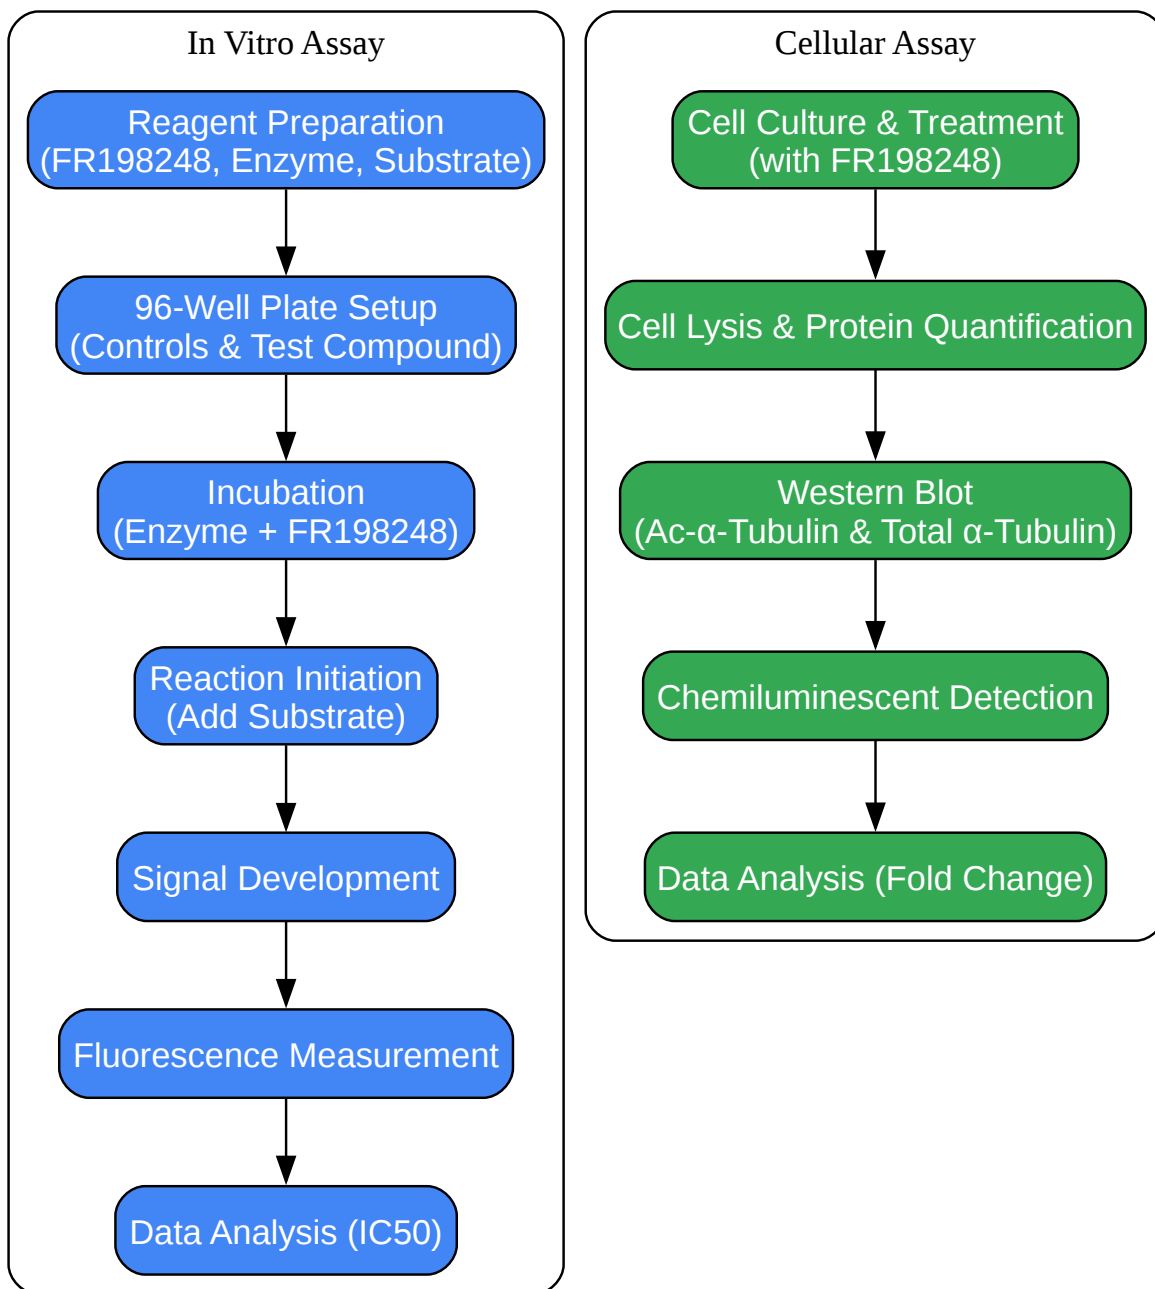 In Vitro Assay
Reagent Preparation
(FR198248, Enzyme, Substrate)
96-Well Plate Setup
(Controls & Test Compound)
Incubation
(Enzyme + FR198248)
Reaction Initiation
(Add Substrate)
Signal Development
Fluorescence Measurement
Data Analysis (IC50)
Cellular Assay
Cell Culture & Treatment
(with FR198248)
Cell Lysis & Protein Quantification
Western Blot
(Ac-α-Tubulin & Total α-Tubulin)
Chemiluminescent Detection
Data Analysis (Fold Change)